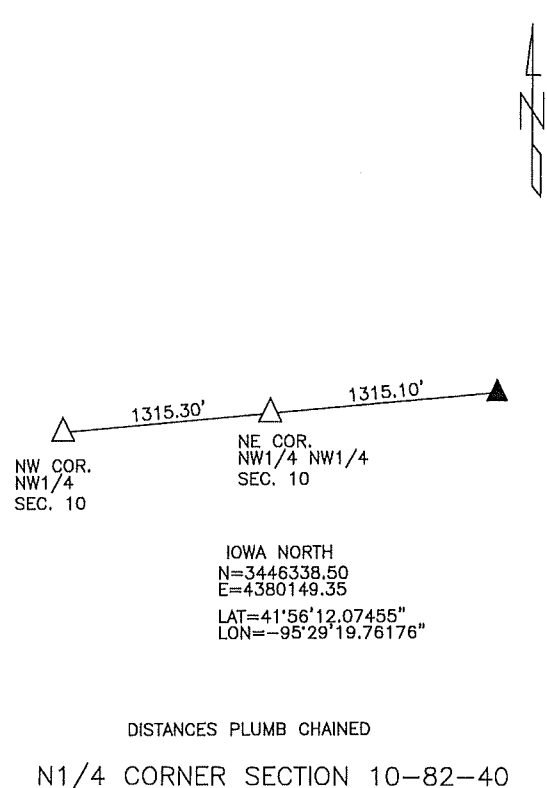 N
1315.30'
1315.10'
NW COR.
NW1/4
SEC. 10
NE COR.
NW1/4 NW1/4
SEC. 10
IOWA NORTH
N=3446338.50
E=4380149.35
LAT=41°56'12.07455"
LON=-95°29'19.76176"
DISTANCES PLUMB CHAINED
N1/4 CORNER SECTION 10-82-40